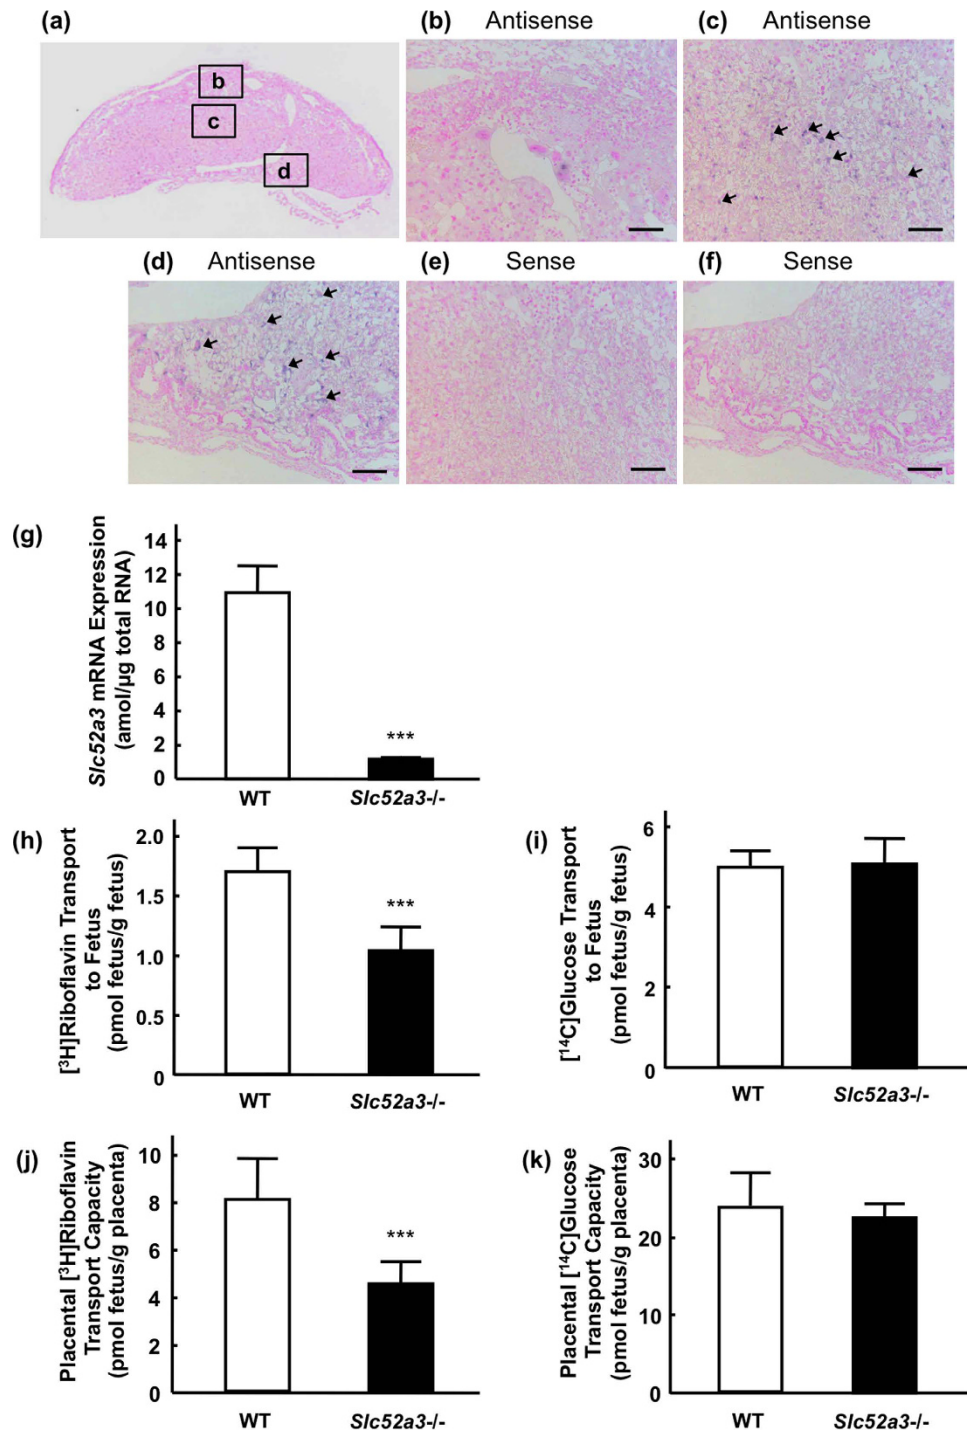 (a)
b
c
d
(b) Antisense
(c) Antisense
(d) Antisense
(e) Sense
(f) Sense
(g)
Slc52a3 mRNA Expression
(amol/µg total RNA)
14
12
10
8
6
4
2
0
***
WT
Slc52a3-/-
(h)
[³H]Riboflavin Transport
to Fetus
(pmol fetus/g fetus)
2.0
1.5
1.0
0.5
0
***
WT
Slc52a3-/-
(i)
[¹⁴C]Glucose Transport
to Fetus
(pmol fetus/g fetus)
6
4
2
0
WT
Slc52a3-/-
(j)
Placental [³H]Riboflavin
Transport Capacity
(pmol fetus/g placenta)
10
8
6
4
2
0
***
WT
Slc52a3-/-
(k)
Placental [¹⁴C]Glucose
Transport Capacity
(pmol fetus/g placenta)
30
20
10
0
WT
Slc52a3-/-